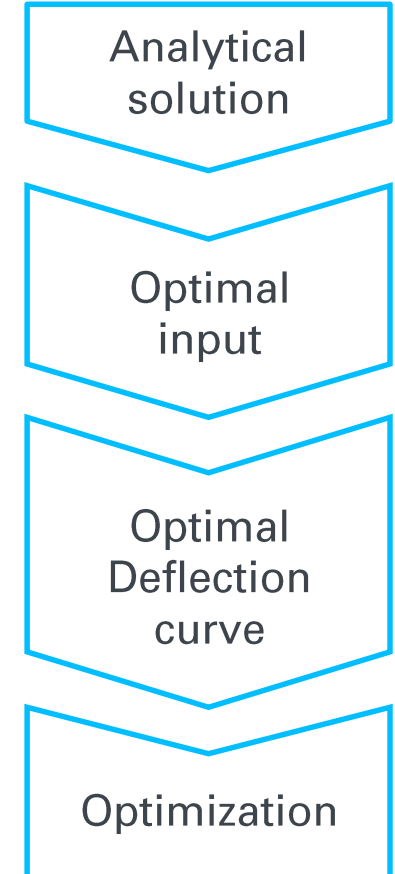 Analytical
solution
Optimal
input
Optimal
Deflection
curve
Optimization